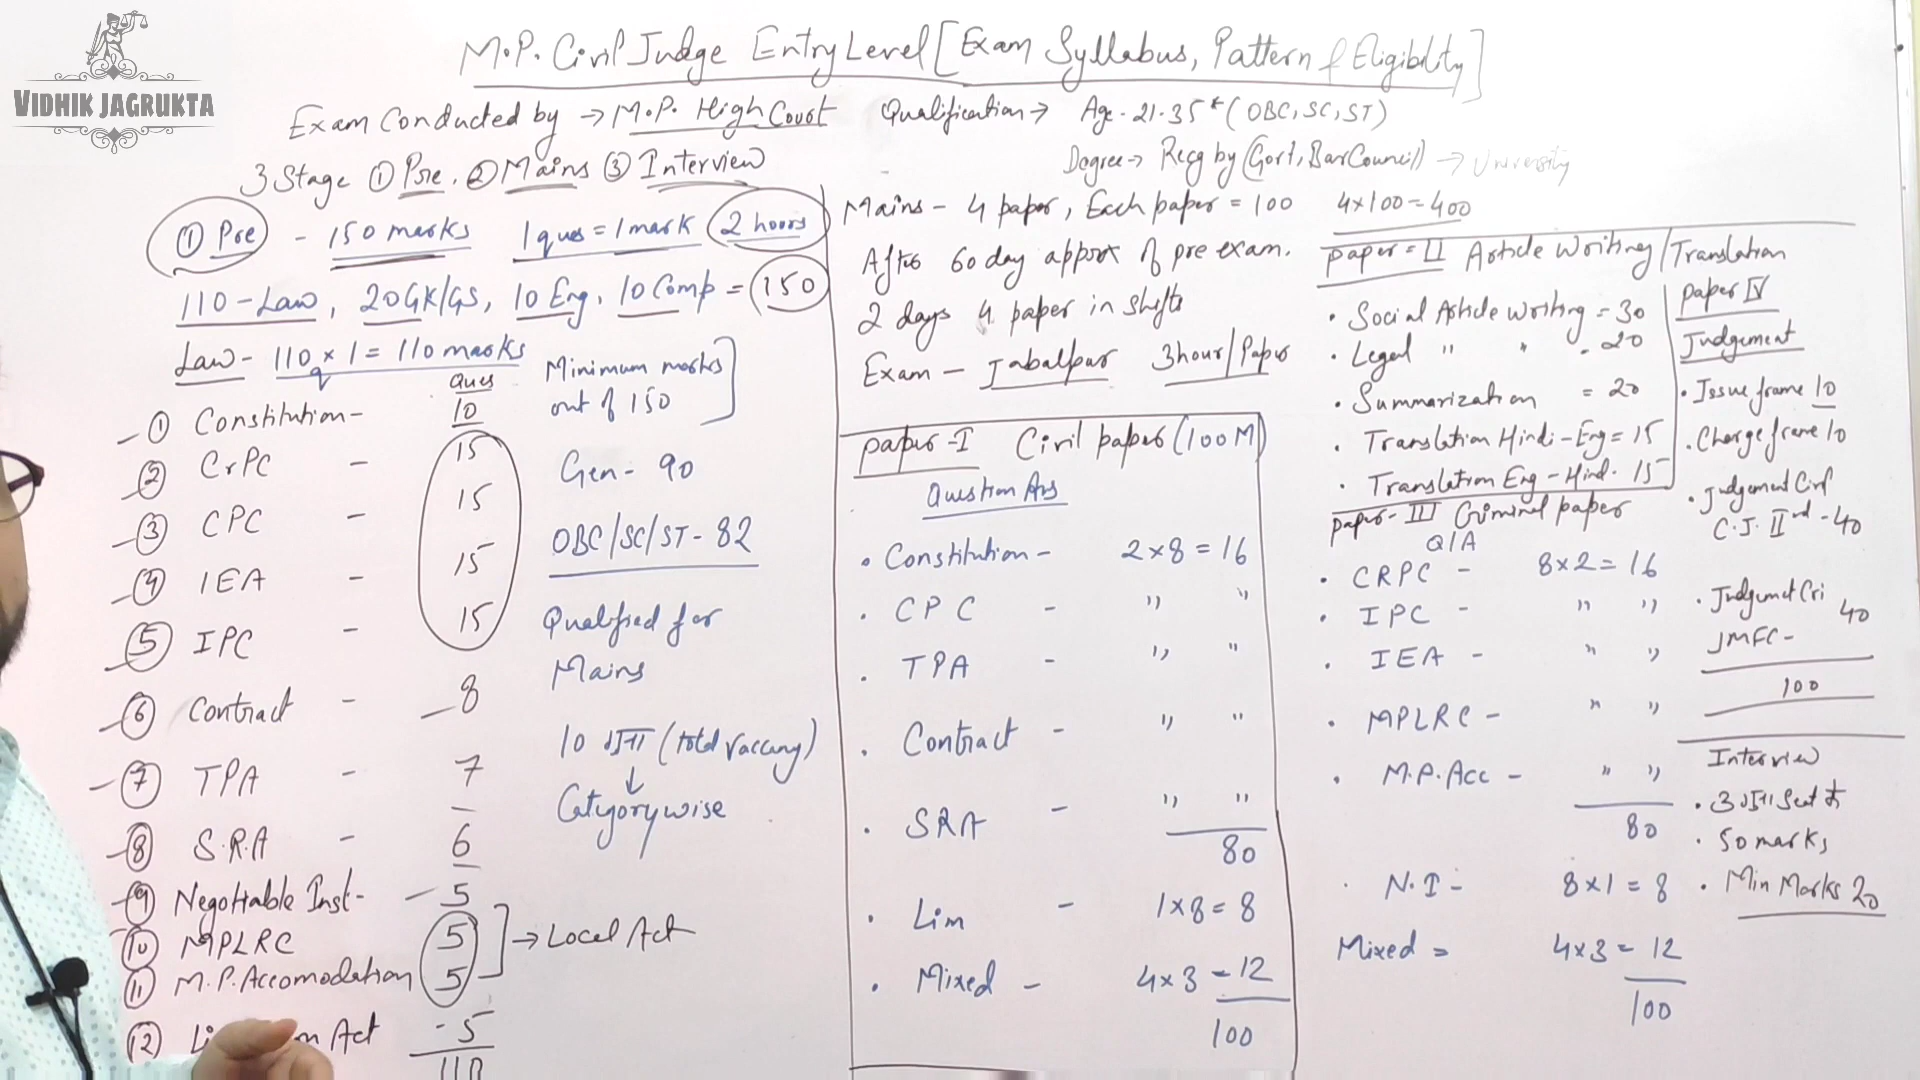 VIDHIK JAGRUKTA
M.P. Civil Judge Entry Level [Exam Syllabus, Pattern & Eligibility]
Exam Conducted by → M.P. High Court
3 Stage ① Pre. ② Mains ③ Interview
① Pre - 150 marks 1 ques = 1 mark 2 hours
110 - Law, 20 GK/GS, 10 Eng, 10 Comp = 150
Law - 110 q × 1 = 110 marks
Ques
① Constitution - 10
② CrPC - 15
③ CPC - 15
④ IEA - 15
⑤ IPC - 15
⑥ Contract - 8
⑦ TPA - 7
⑧ S.R.A - 6
⑨ Negotiable Inst - 5
⑩ MPLRC 5
⑪ M.P. Accomodation 5
→ Local Act
⑫ Act - 5
110
Minimum marks
out of 150
Gen - 90
OBC/SC/ST - 82
Qualified for
Mains
10 गुना (total vaccany)
↓
Categorywise
Qualification → Age - 21-35 * (OBC, SC, ST)
Degree → Recg by (Govt, Bar Council) → University
Mains - 4 paper, Each paper = 100 4×100 = 400
After 60 day apprx of pre exam.
2 days 4 paper in shifts
Exam - Jabalpur 3 hour/Paper
paper - I Civil paper (100 M)
Question Ans
• Constitution - 2 × 8 = 16
• CPC - " "
• TPA - " "
• Contract - " "
• SRA - " "
80
• Lim - 1 × 8 = 8
• Mixed - 4 × 3 = 12
100
paper = II Article Writing/Translation
• Social Article Writing = 30
• Legal " " - 20
• Summarization = 20
• Translation Hindi - Eng = 15
• Translation Eng - Hind. 15
paper - III Criminal paper
Q/A
• CRPC - 8 × 2 = 16
• IPC - " "
• IEA - " "
• MPLRC - " "
• M.P. Acc - " "
80
• N.I - 8 × 1 = 8
Mixed = 4 × 3 = 12
100
paper IV
Judgement
• Issue frame 10
• Charge frame 10
• Judgement Civil
C.J. IInd - 40
• Judgment Cri 40
JMFC -
100
Interview
• 3 गुना Seat के
• 50 marks
• Min Marks 20